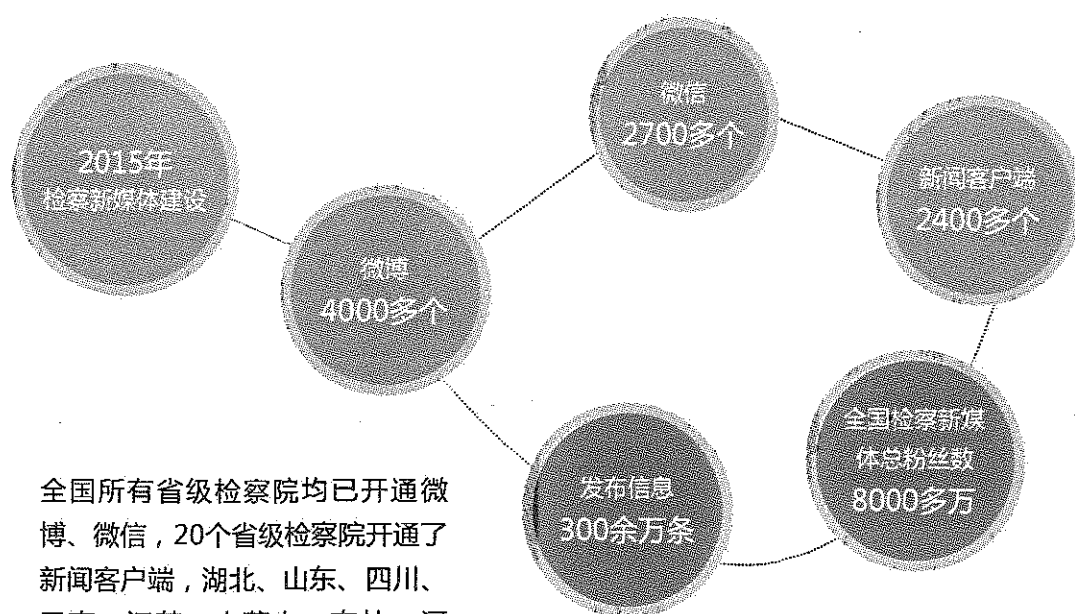 2015年
检察新媒体建设
微博
4000多个
微信
2700多个
新闻客户端
2400多个
全国检察新媒
体总粉丝数
8000多万
发布信息
300余万条
全国所有省级检察院均已开通微
博、微信，20个省级检察院开通了
新闻客户端，湖北、山东、四川、